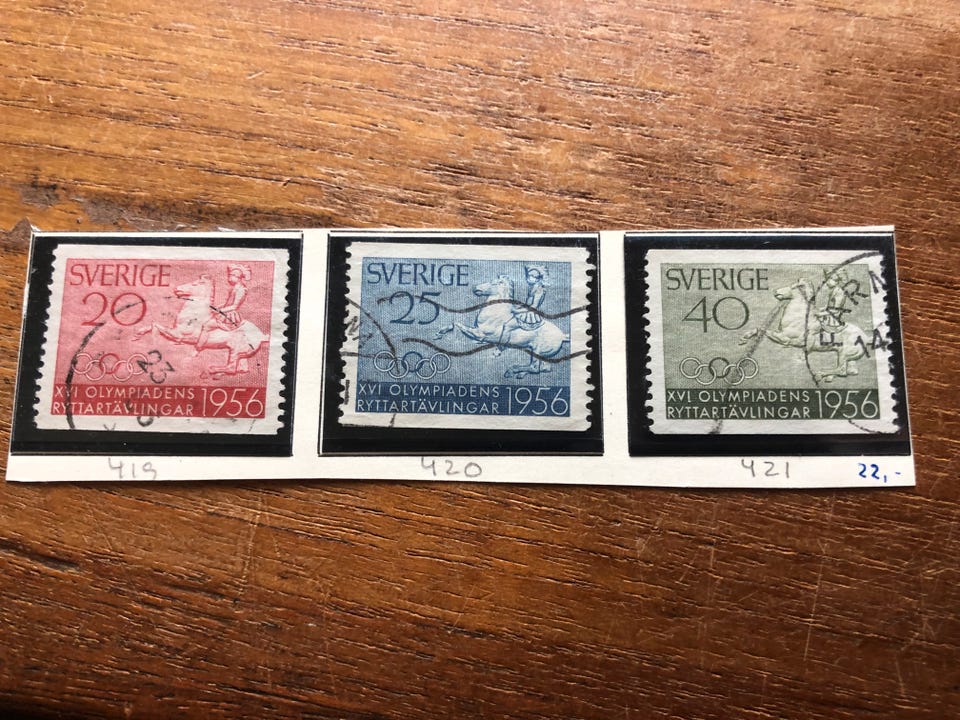 SVERIGE
20
XVI OLYMPIADENS
RYTTARTÄVLINGAR 1956
SVERIGE
25
XVI OLYMPIADENS
RYTTARTÄVLINGAR 1956
SVERIGE
40
XVI OLYMPIADENS
RYTTARTÄVLINGAR 1956
419
420
421
22,-